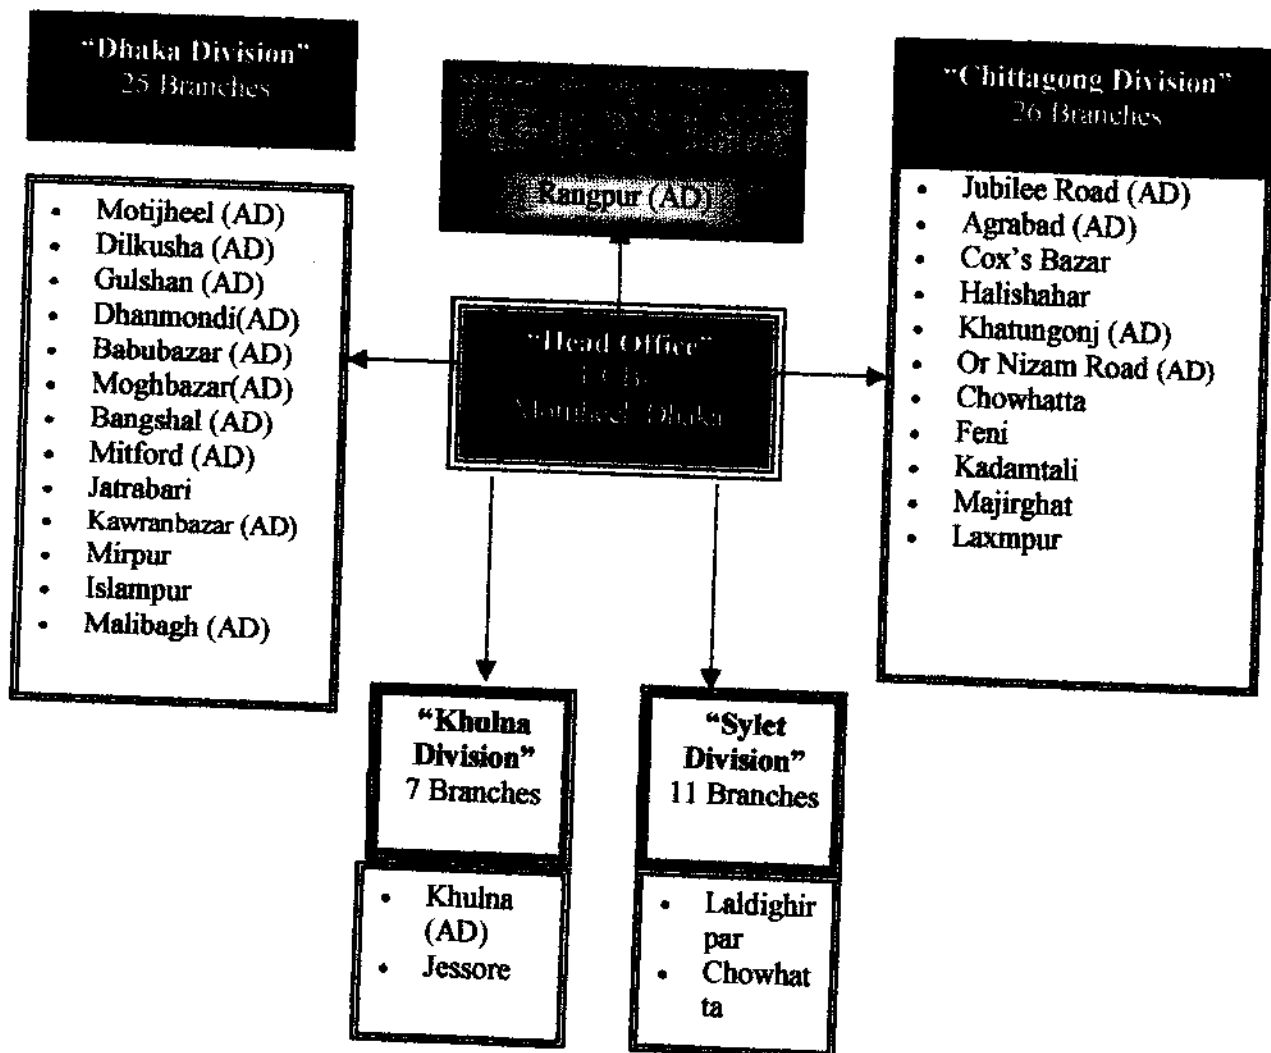 “Dhaka Division”
25 Branches
• Motijheel (AD)
• Dilkusha (AD)
• Gulshan (AD)
• Dhanmondi(AD)
• Babubazar (AD)
• Moghbazar(AD)
• Bangshal (AD)
• Mitford (AD)
• Jatrabari
• Kawranbazar (AD)
• Mirpur
• Islampur
• Malibagh (AD)
Rangpur (AD)
“Head Office”
Dhaka
“Chittagong Division”
26 Branches
• Jubilee Road (AD)
• Agrabad (AD)
• Cox’s Bazar
• Halishahar
• Khatungonj (AD)
• Or Nizam Road (AD)
• Chowhatta
• Feni
• Kadamtali
• Majirghat
• Laxmpur
“Khulna
Division”
7 Branches
• Khulna
(AD)
• Jessore
“Sylet
Division”
11 Branches
• Laldighir
par
• Chowhat
ta